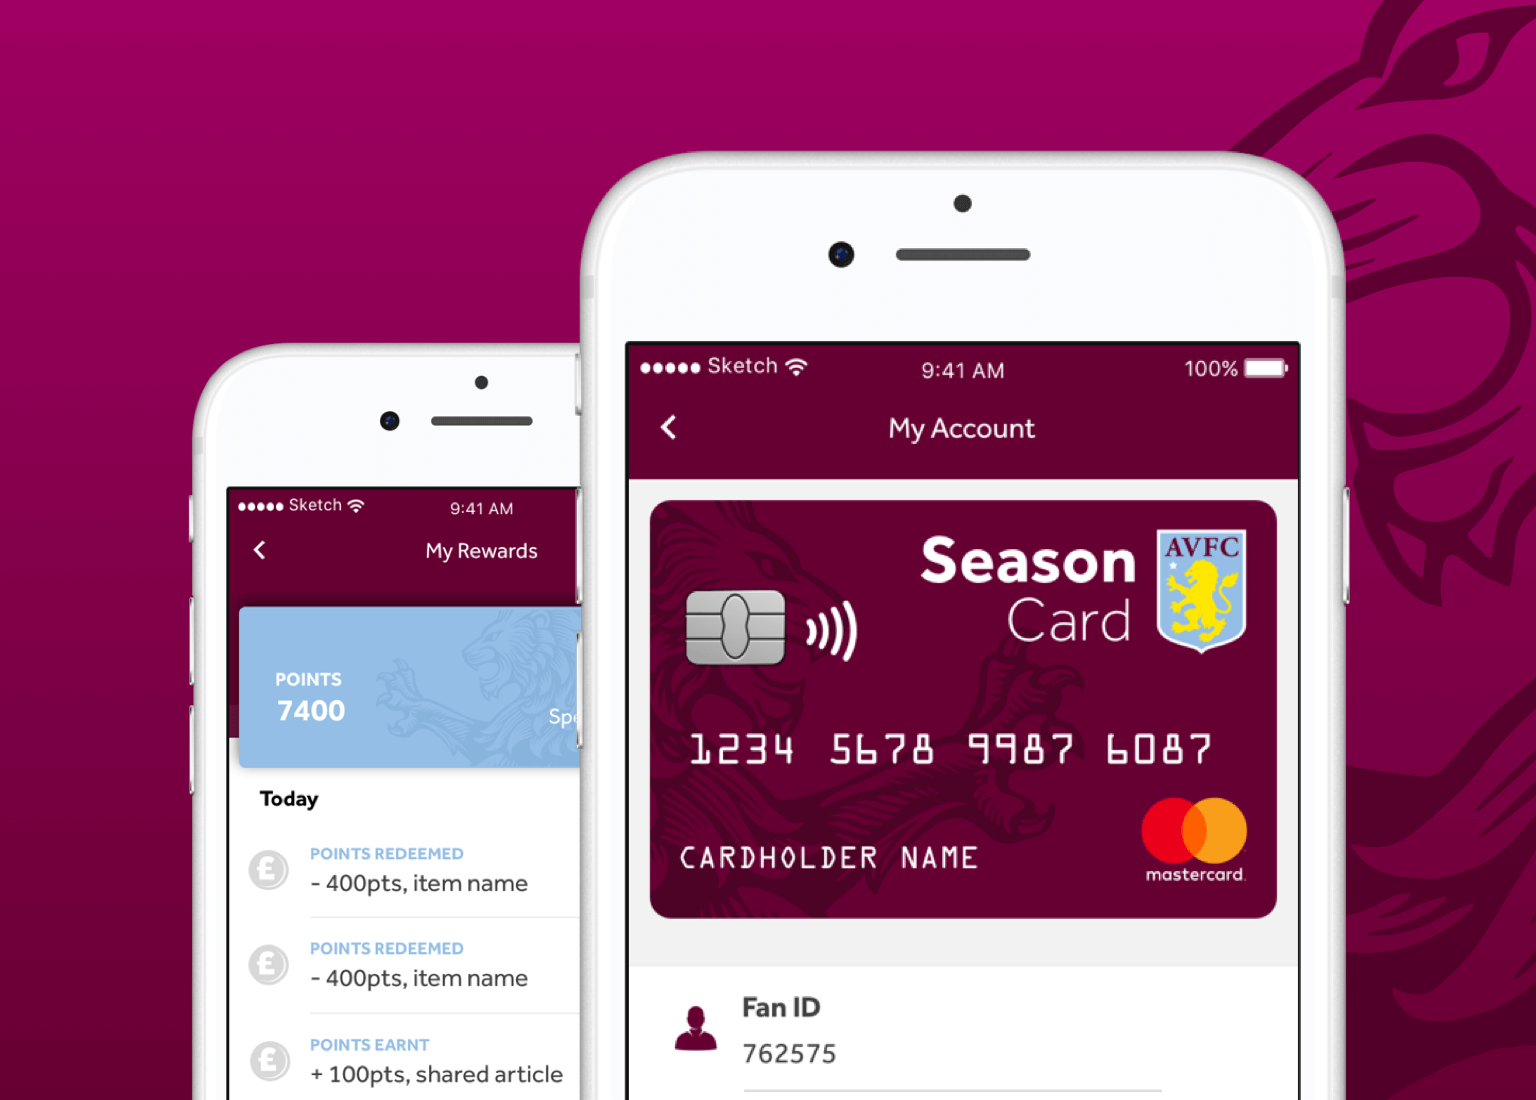 Sketch
9:41 AM
My Rewards
POINTS
7400
Today
POINTS REDEEMED
- 400pts, item name
POINTS REDEEMED
- 400pts, item name
POINTS EARNT
+ 100pts, shared article
Sketch
9:41 AM
100%
My Account
Season
Card
AVFC
1234 5678 9987 6087
CARDHOLDER NAME
mastercard.
Fan ID
762575